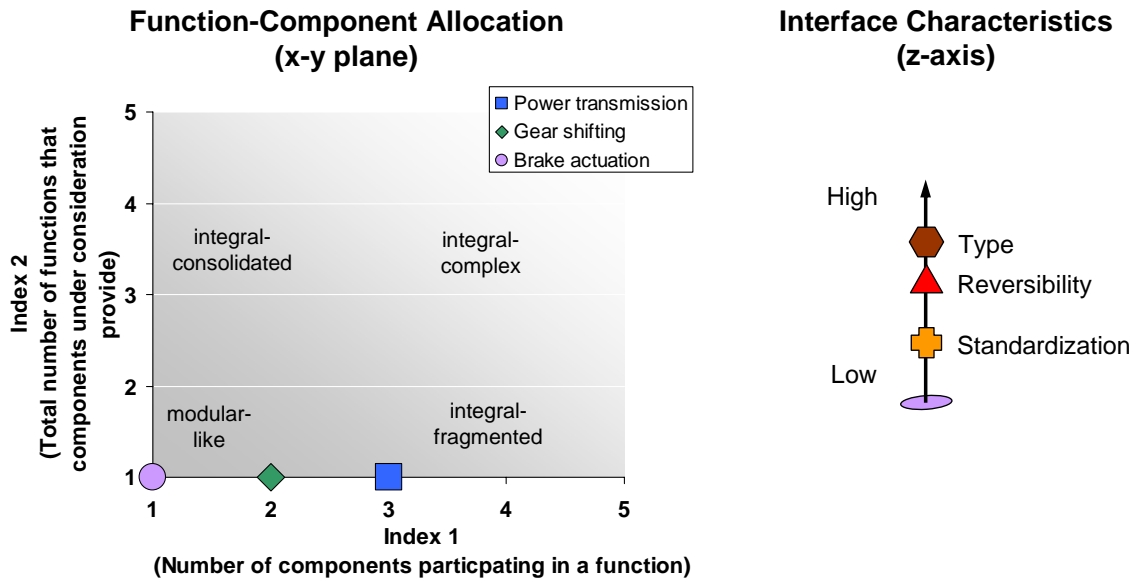 Function-Component Allocation
(x-y plane)
Interface Characteristics
(z-axis)
Power transmission
Gear shifting
Brake actuation
Index 2
(Total number of functions that
components under consideration
provide)
5
4
3
2
1
integral-
consolidated
integral-
complex
modular-
like
integral-
fragmented
1
2
3
4
5
Index 1
(Number of components particpating in a function)
High
Type
Reversibility
Standardization
Low